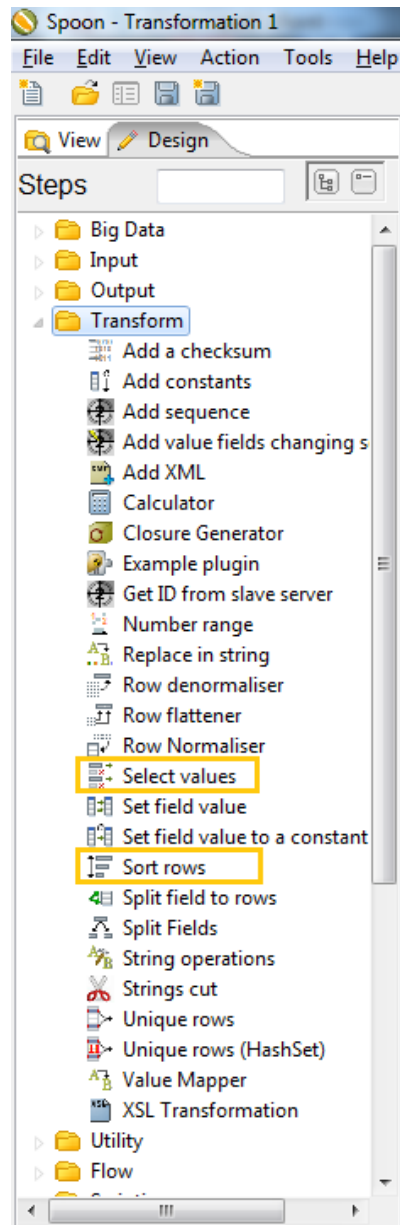 Spoon - Transformation 1
File Edit View Action Tools Help
View Design
Steps
Big Data
Input
Output
Transform
Add a checksum
Add constants
Add sequence
Add value fields changing s
Add XML
Calculator
Closure Generator
Example plugin
Get ID from slave server
Number range
Replace in string
Row denormaliser
Row flattener
Row Normaliser
Select values
Set field value
Set field value to a constant
Sort rows
Split field to rows
Split Fields
String operations
Strings cut
Unique rows
Unique rows (HashSet)
Value Mapper
XSL Transformation
Utility
Flow